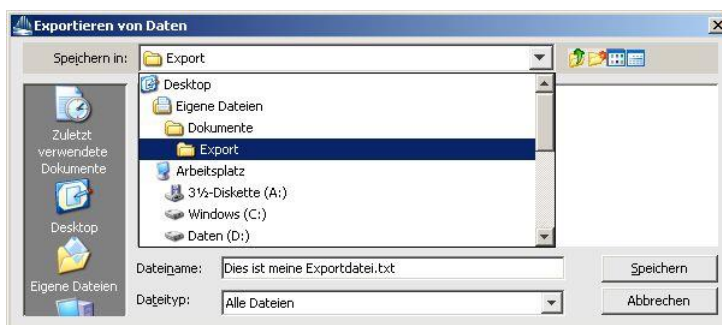 Exportieren von Daten
Speichern in:
Export
Desktop
Eigene Dateien
Dokumente
Export
Arbeitsplatz
3½-Diskette (A:)
Windows (C:)
Daten (D:)
Zuletzt
verwendete
Dokumente
Desktop
Eigene Dateien
Dateiname:
Dies ist meine Exportdatei.txt
Speichern
Dateityp:
Alle Dateien
Abbrechen